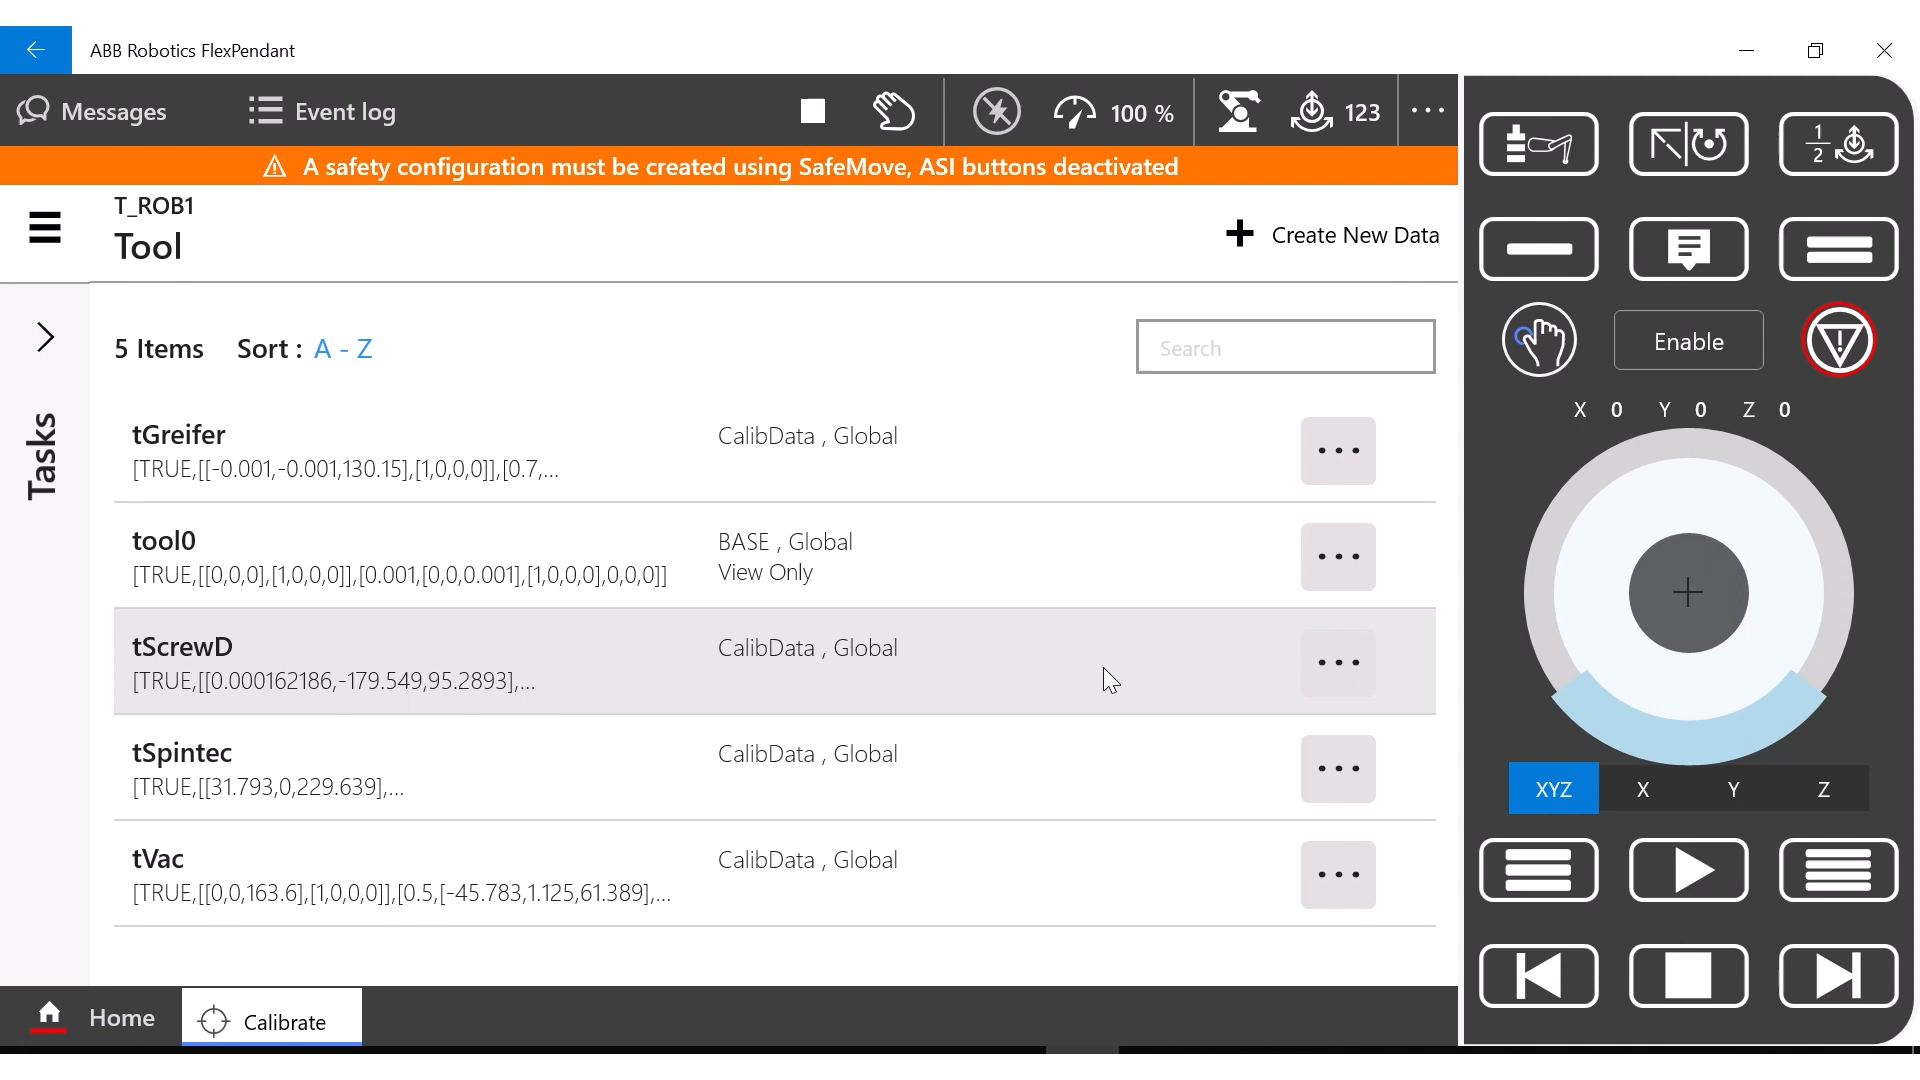 ABB Robotics FlexPendant
Messages
Event log
100 %
123
A safety configuration must be created using SafeMove, ASI buttons deactivated
T_ROB1
Tool
Create New Data
5 Items
Sort : A - Z
Search
Tasks
tGreifer
CalibData , Global
[TRUE,[[-0.001,-0.001,130.15],[1,0,0,0]],[0.7,...
tool0
BASE , Global
[TRUE,[[0,0,0],[1,0,0,0]],[0.001,[0,0,0.001],[1,0,0,0],0,0,0]]
View Only
tScrewD
CalibData , Global
[TRUE,[[0.000162186,-179.549,95.2893],...
tSpintec
CalibData , Global
[TRUE,[[31.793,0,229.639],...
tVac
CalibData , Global
[TRUE,[[0,0,163.6],[1,0,0,0]],[0.5,[-45.783,1.125,61.389],...
Home
Calibrate
1
2
Enable
X 0 Y 0 Z 0
XYZ X Y Z